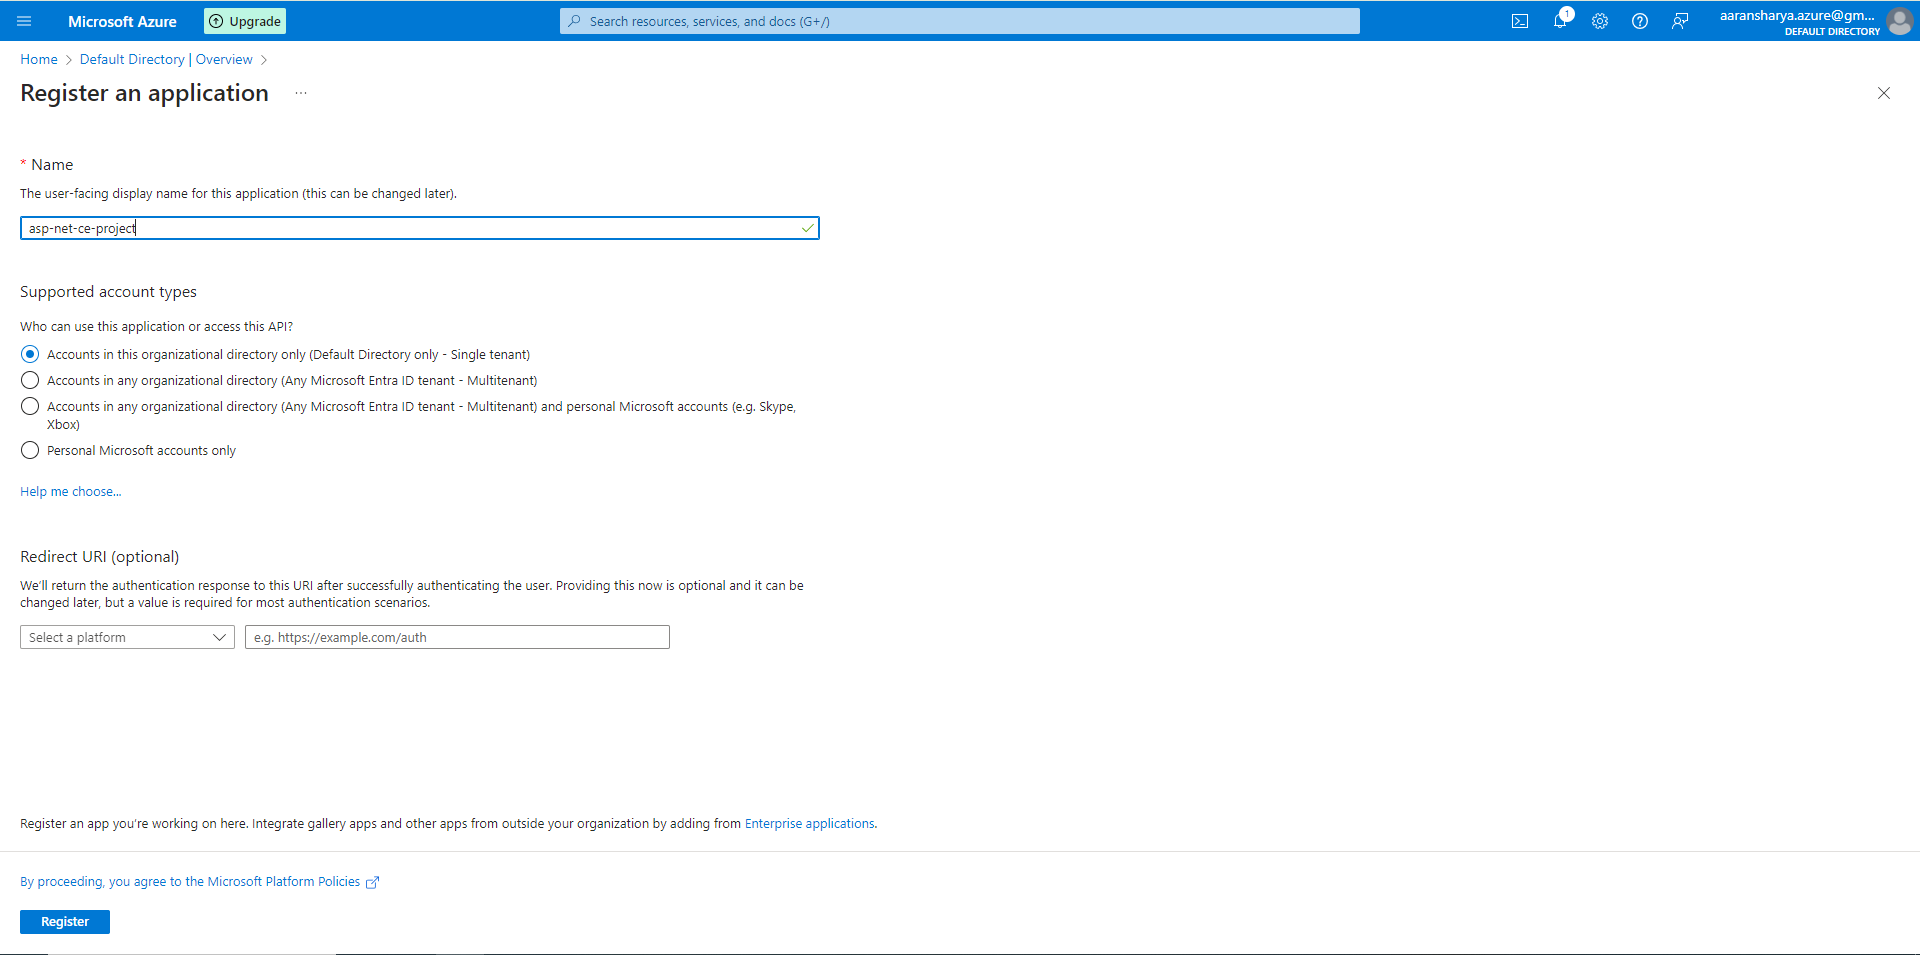 Microsoft Azure
Upgrade
Search resources, services, and docs (G+/)
1
aaransharya.azure@gm...
DEFAULT DIRECTORY
Home > Default Directory | Overview >
Register an application ...
* Name
The user-facing display name for this application (this can be changed later).
asp-net-ce-project
Supported account types
Who can use this application or access this API?
Accounts in this organizational directory only (Default Directory only - Single tenant)
Accounts in any organizational directory (Any Microsoft Entra ID tenant - Multitenant)
Accounts in any organizational directory (Any Microsoft Entra ID tenant - Multitenant) and personal Microsoft accounts (e.g. Skype,
Xbox)
Personal Microsoft accounts only
Help me choose...
Redirect URI (optional)
We'll return the authentication response to this URI after successfully authenticating the user. Providing this now is optional and it can be
changed later, but a value is required for most authentication scenarios.
Select a platform
e.g. https://example.com/auth
Register an app you're working on here. Integrate gallery apps and other apps from outside your organization by adding from Enterprise applications.
By proceeding, you agree to the Microsoft Platform Policies
Register